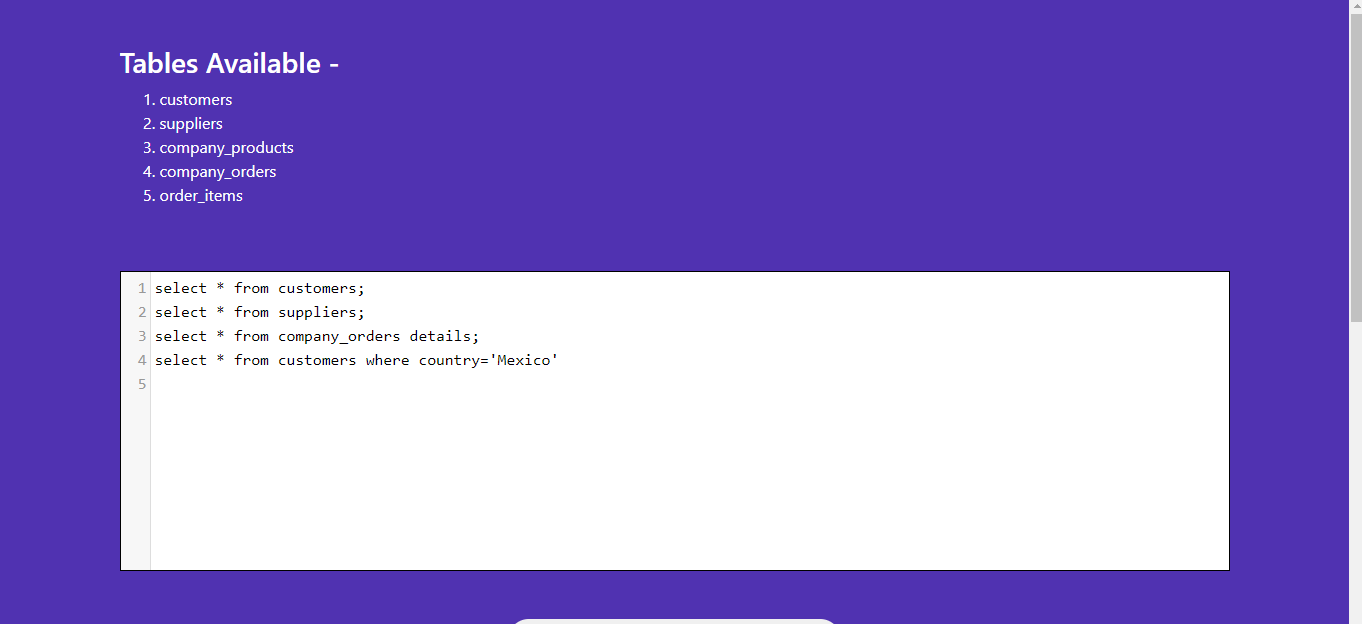 Tables Available -
1. customers
2. suppliers
3. company_products
4. company_orders
5. order_items
1 select * from customers;
2 select * from suppliers;
3 select * from company_orders details;
4 select * from customers where country='Mexico'
5